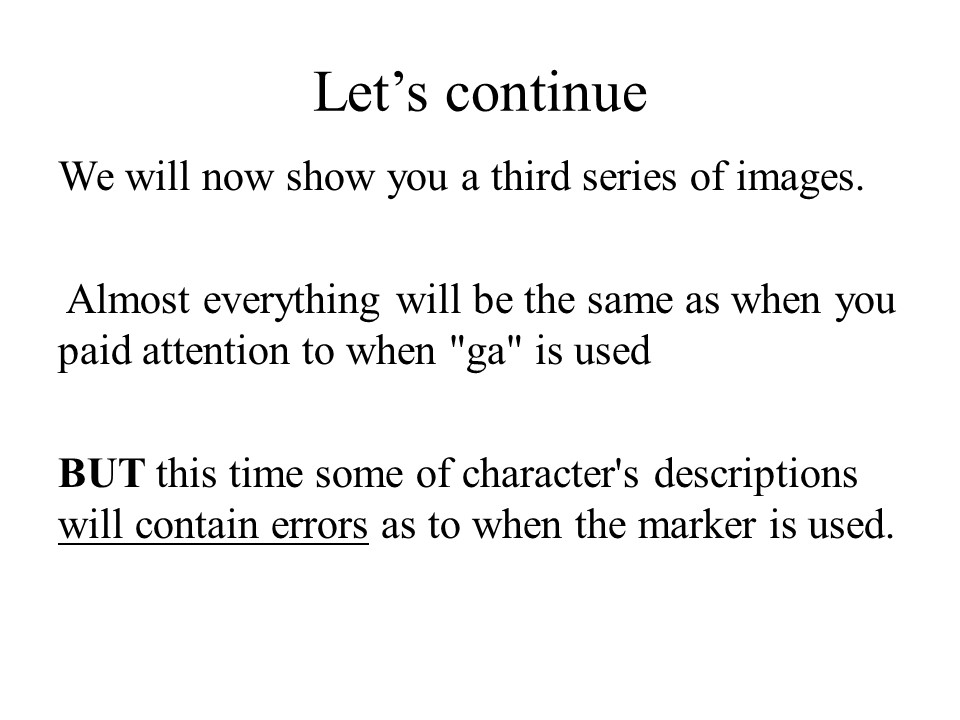 Let’s continue
We will now show you a third series of images.
Almost everything will be the same as when you
paid attention to when "ga" is used
BUT this time some of character's descriptions
will contain errors as to when the marker is used.